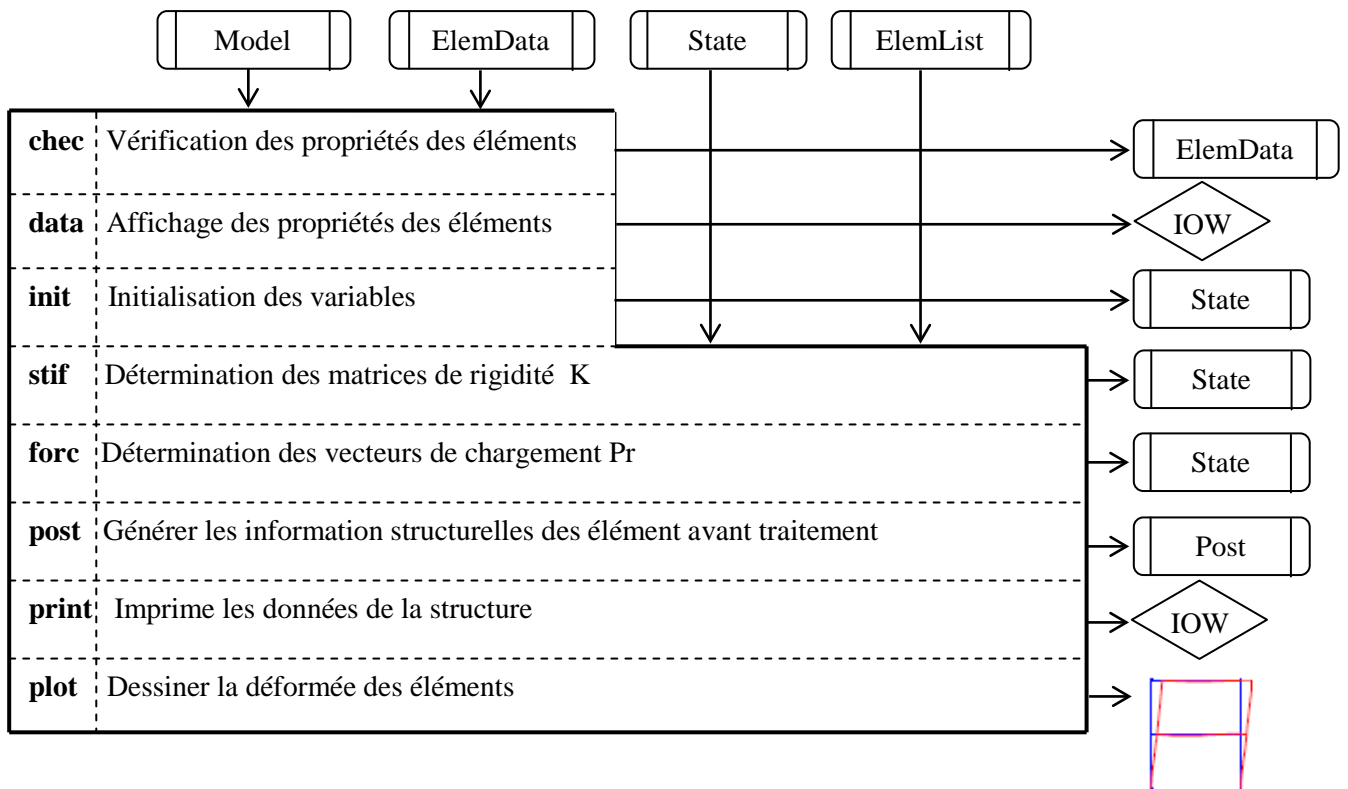 Model ElemData State ElemList
chec Vérification des propriétés des éléments ElemData
data Affichage des propriétés des éléments IOW
init Initialisation des variables State
stif Détermination des matrices de rigidité K State
forc Détermination des vecteurs de chargement Pr State
post Générer les information structurelles des élément avant traitement Post
print Imprime les données de la structure IOW
plot Dessiner la déformée des éléments